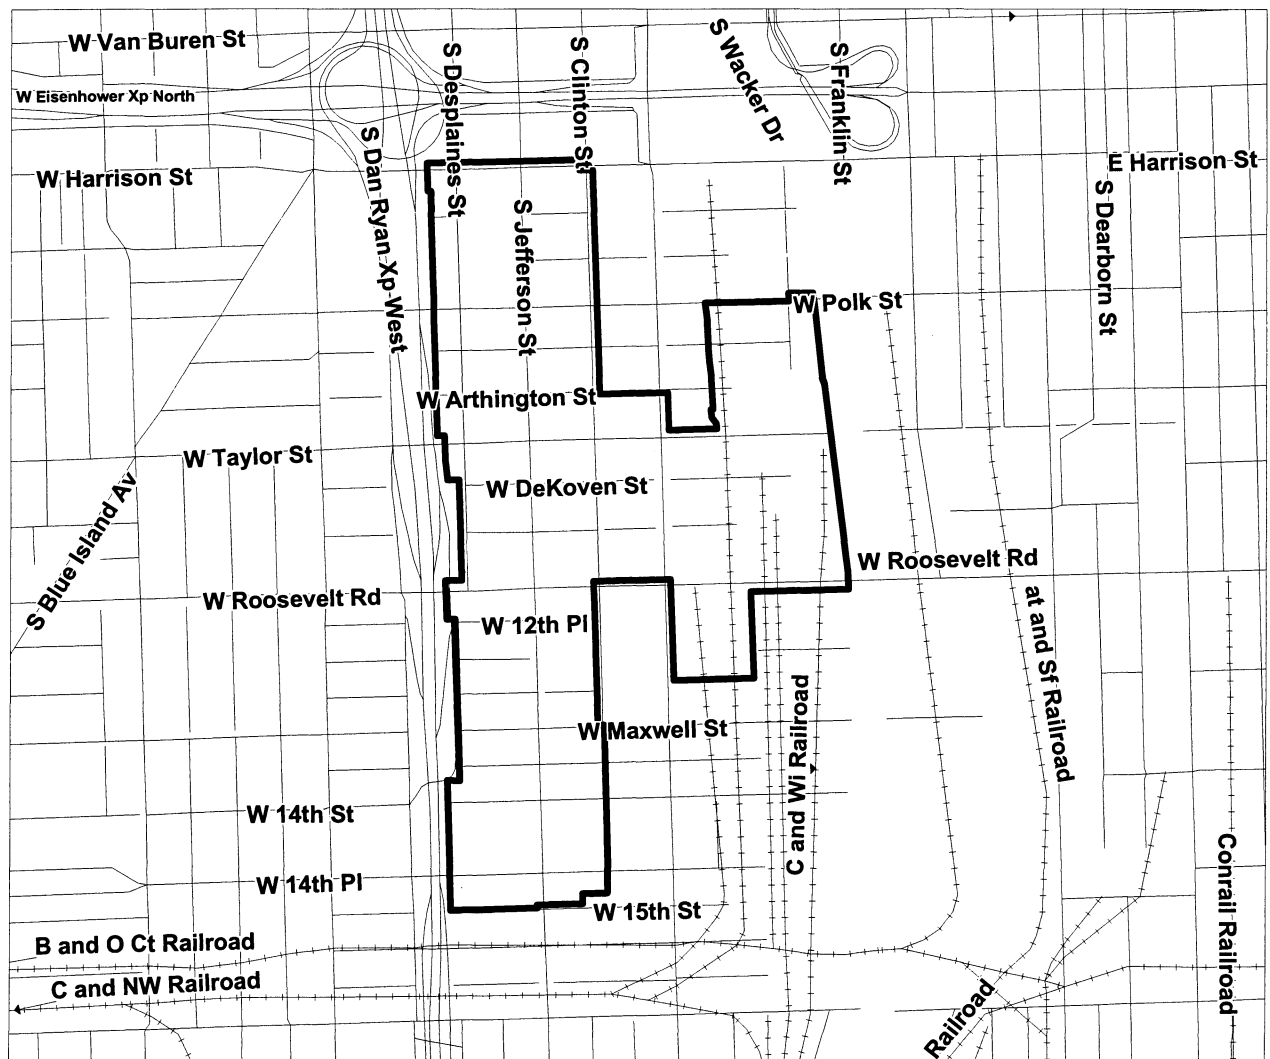 W Van Buren St
W Eisenhower Xp North
W Harrison St
S Dan Ryan Xp West
S Desplaines St
S Clinton St
S Jefferson St
S Wacker Dr
S Franklin St
E Harrison St
S Dearborn St
W Polk St
W Arthington St
W Taylor St
W DeKoven St
S Blue Island Av
W Roosevelt Rd
W Roosevelt Rd
W 12th Pl
at and Sf Railroad
W Maxwell St
C and Wi Railroad
W 14th St
W 14th Pl
W 15th St
Conrail Railroad
B and O Ct Railroad
C and NW Railroad
Railroad